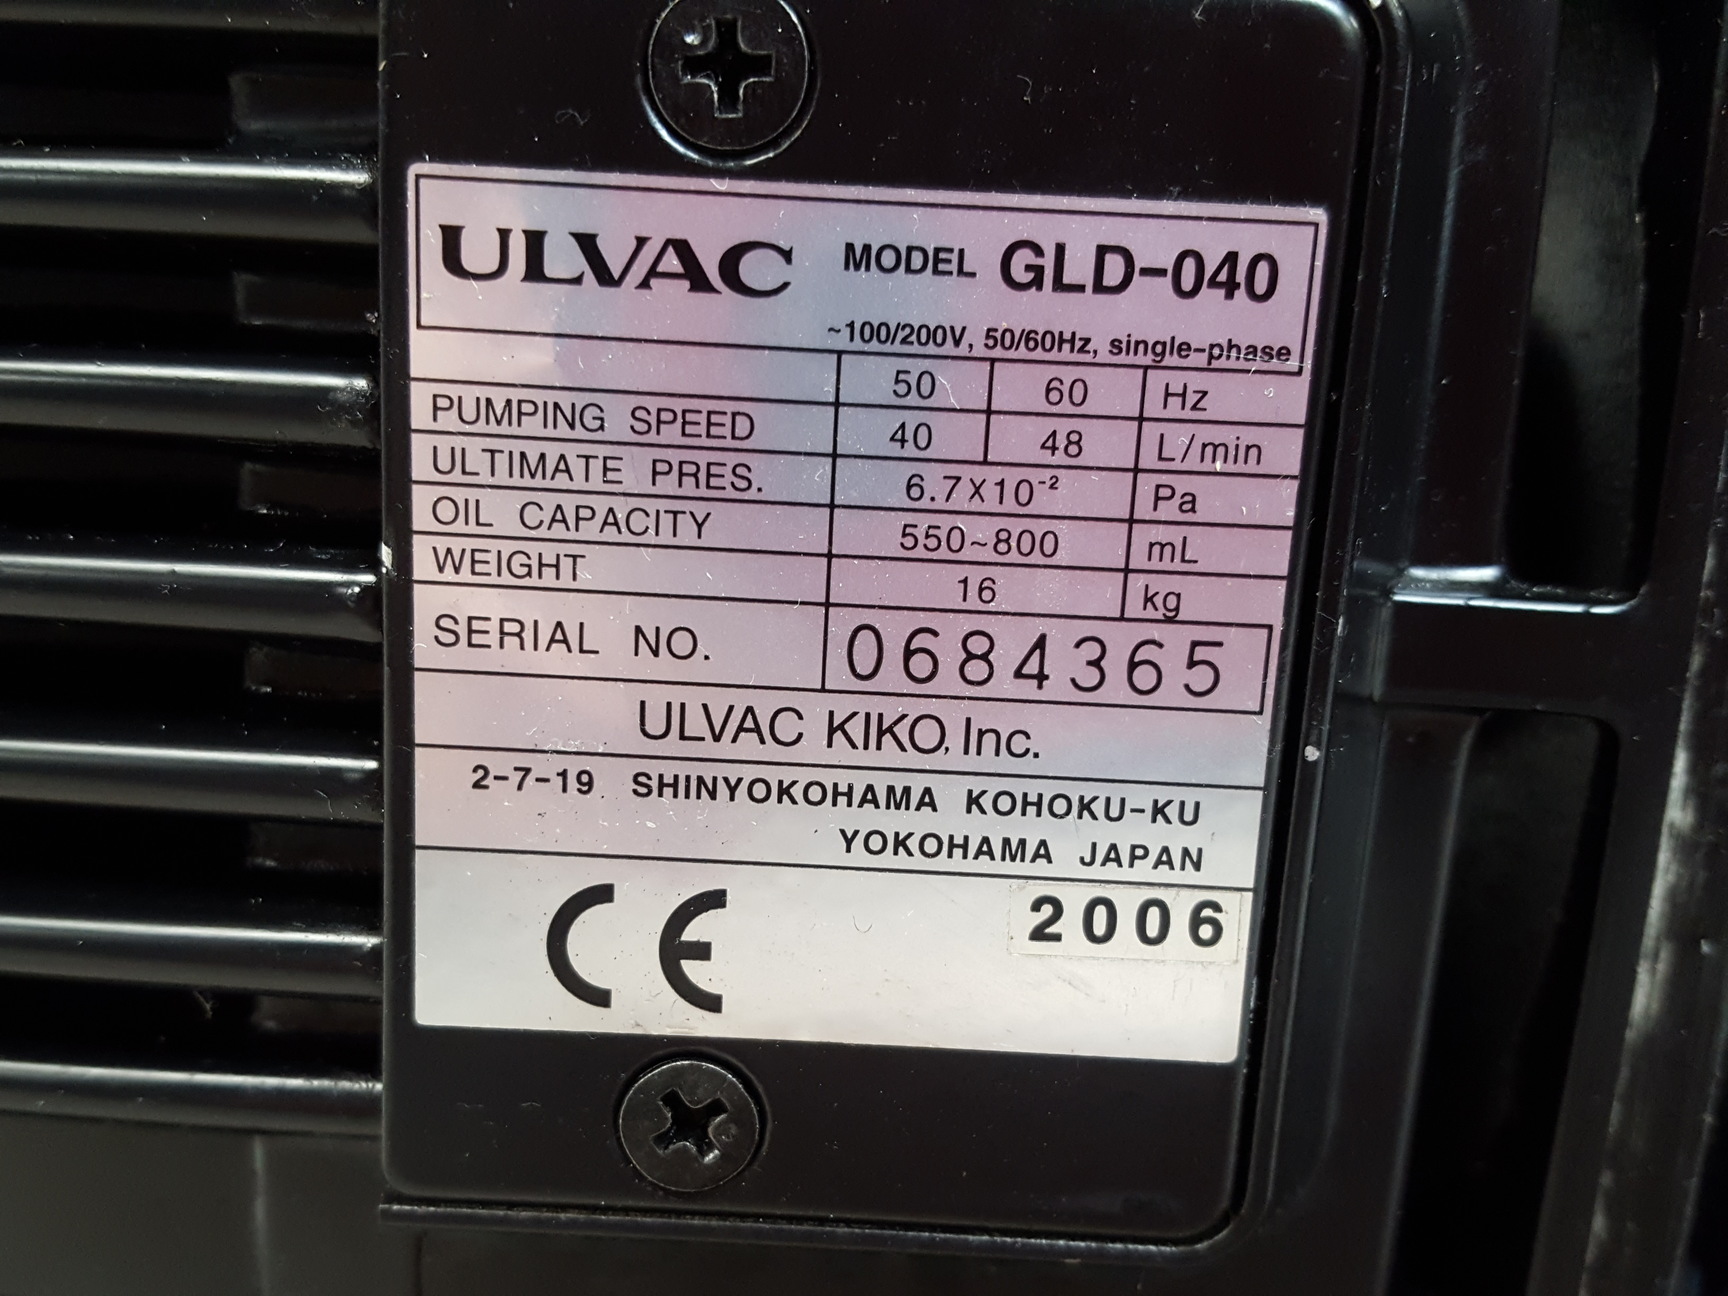 ULVAC MODEL GLD-040
~100/200V, 50/60Hz, single-phase
50 60 Hz
PUMPING SPEED 40 48 L/min
ULTIMATE PRES. 6.7X10⁻² Pa
OIL CAPACITY 550~800 mL
WEIGHT 16 kg
SERIAL NO. 0684365
ULVAC KIKO, Inc.
2-7-19 SHINYOKOHAMA KOHOKU-KU
YOKOHAMA JAPAN
CE 2006